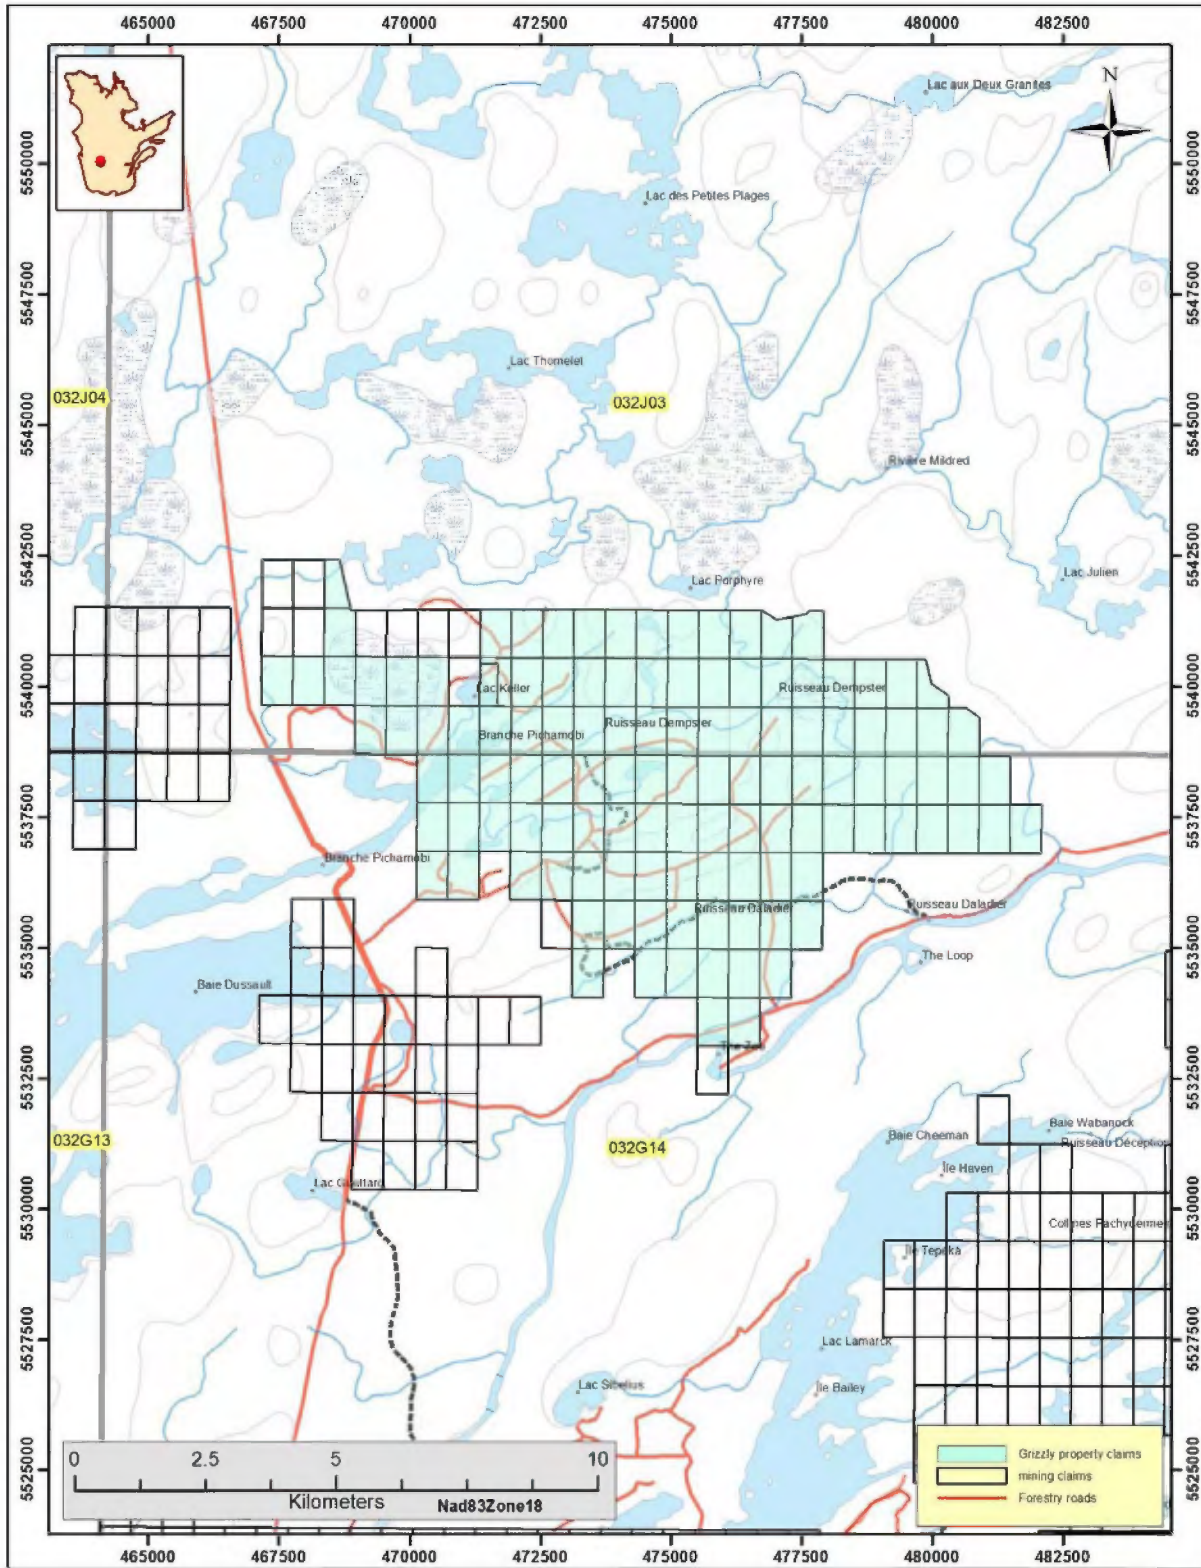 465000 467500 470000 472500 475000 477500 480000 482500
N
Lac aux Deux Granites
5550000
5550000
Lac des Petites Plages
5547500
5547500
Lac Thomelet
032J04
032J03
5545000
5545000
Rivière Mildred
5542500
5542500
Lac Porphyre
Lac Julien
5540000
5540000
Lac Keller
Ruisseau Dempster
Ruisseau Dempster
Branche Pichamobi
5537500
5537500
Branche Pichamobi
Ruisseau Daladier
Ruisseau Daladier
5535000
5535000
The Loop
Baie Dussault
The Zee
5532500
5532500
032G13
032G14
Baie Cheeman
Baie Wabanock
Ruisseau Déception
Île Haven
Lac
5530000
5530000
Collines Pachydermes
Île Tepeka
5527500
5527500
Lac Lamarck
Lac Sibelius
Île Bailey
5525000
5525000
0 2.5 5 10
Kilometers Nad83Zone18
Grizzly property claims
mining claims
Forestry roads
465000 467500 470000 472500 475000 477500 480000 482500